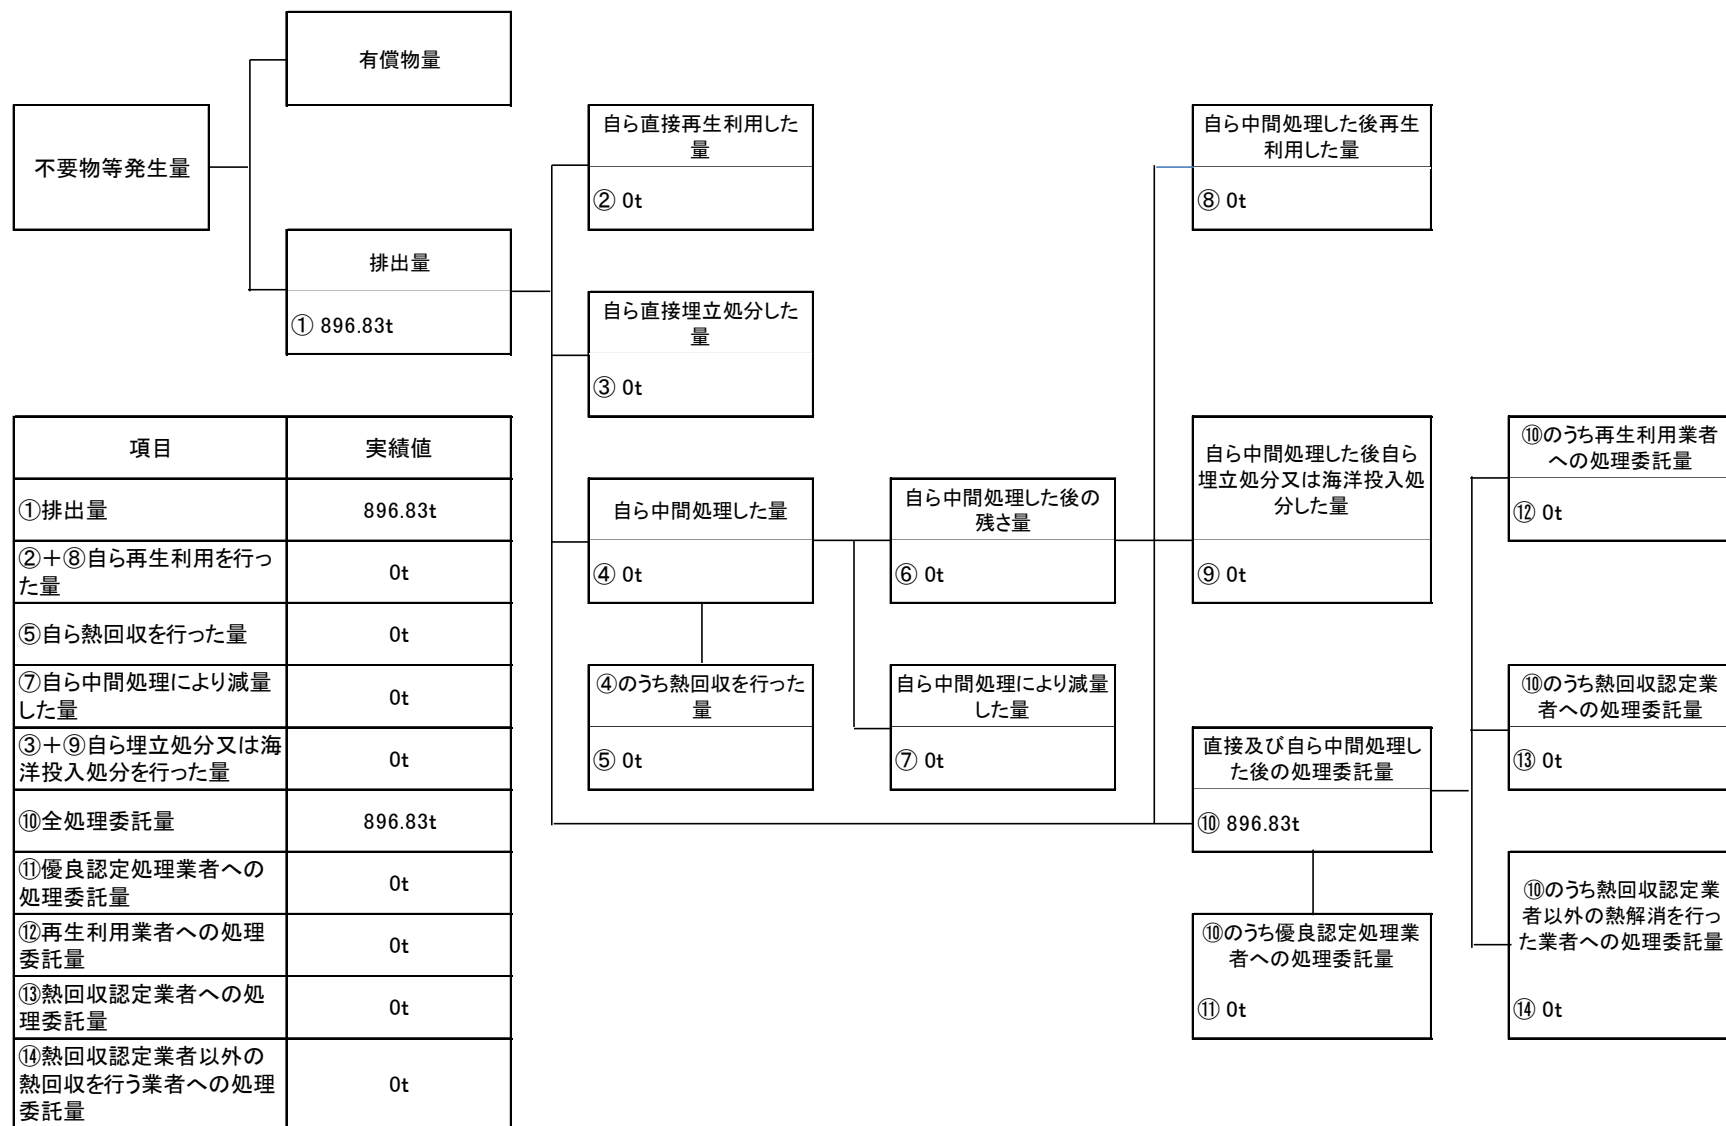 有償物量
不要物等発生量
排出量
① 896.83t
自ら直接再生利用した
量
② 0t
自ら直接埋立処分した
量
③ 0t
自ら中間処理した量
④ 0t
④のうち熱回収を行った
量
⑤ 0t
自ら中間処理した後の
残さ量
⑥ 0t
自ら中間処理により減量
した量
⑦ 0t
自ら中間処理した後再生
利用した量
⑧ 0t
自ら中間処理した後自ら
埋立処分又は海洋投入処
分した量
⑨ 0t
直接及び自ら中間処理し
た後の処理委託量
⑩ 896.83t
⑩のうち優良認定処理業
者への処理委託量
⑪ 0t
⑩のうち再生利用業者
への処理委託量
⑫ 0t
⑩のうち熱回収認定業
者への処理委託量
⑬ 0t
⑩のうち熱回収認定業
者以外の熱解消を行っ
た業者への処理委託量
⑭ 0t
項目 実績値
①排出量 896.83t
②＋⑧自ら再生利用を行っ
た量 0t
⑤自ら熱回収を行った量 0t
⑦自ら中間処理により減量
した量 0t
③＋⑨自ら埋立処分又は海
洋投入処分を行った量 0t
⑩全処理委託量 896.83t
⑪優良認定処理業者への
処理委託量 0t
⑫再生利用業者への処理
委託量 0t
⑬熱回収認定業者への処
理委託量 0t
⑭熱回収認定業者以外の
熱回収を行う業者への処理
委託量 0t